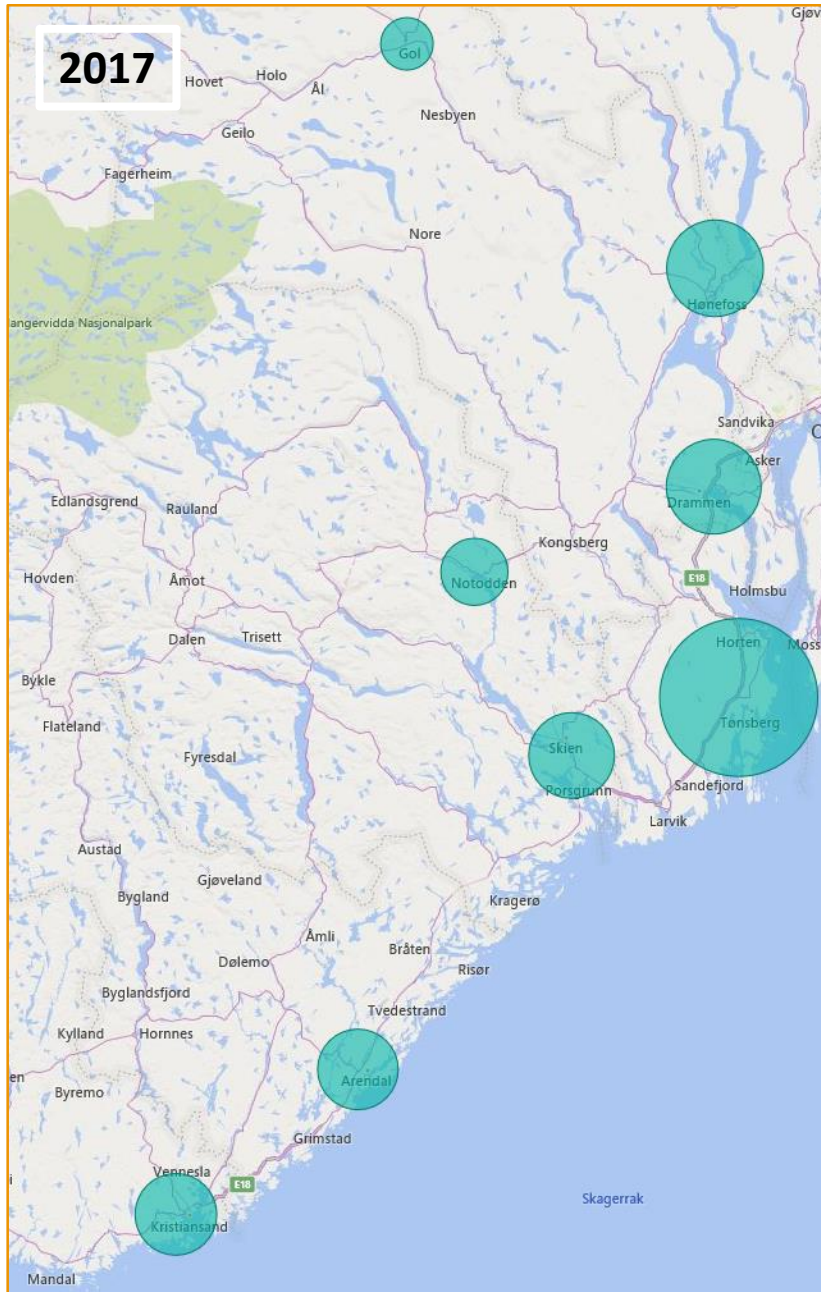 2017
Gjøv
Gol
Hovet
Holo
Ål
Nesbyen
Geilo
Fagerheim
Nore
Hønefoss
angervidda Nasjonalpark
Sandvika
O
Asker
Edlandsgrend
Rauland
Drammen
Kongsberg
Hovden
Åmot
Notodden
E18
Holmsbu
Dalen
Trisett
Horten
Moss
Bykle
Flateland
Tønsberg
Fyresdal
Skien
Porsgrunn
Sandefjord
Larvik
Austad
Gjøveland
Bygland
Kragerø
Åmli
Bråten
Dølemo
Risør
Byglandsfjord
Tvedestrand
Kylland
Hornnes
en
Arendal
Byremo
Grimstad
Vennesla
i
E18
Skagerrak
Kristiansand
Mandal